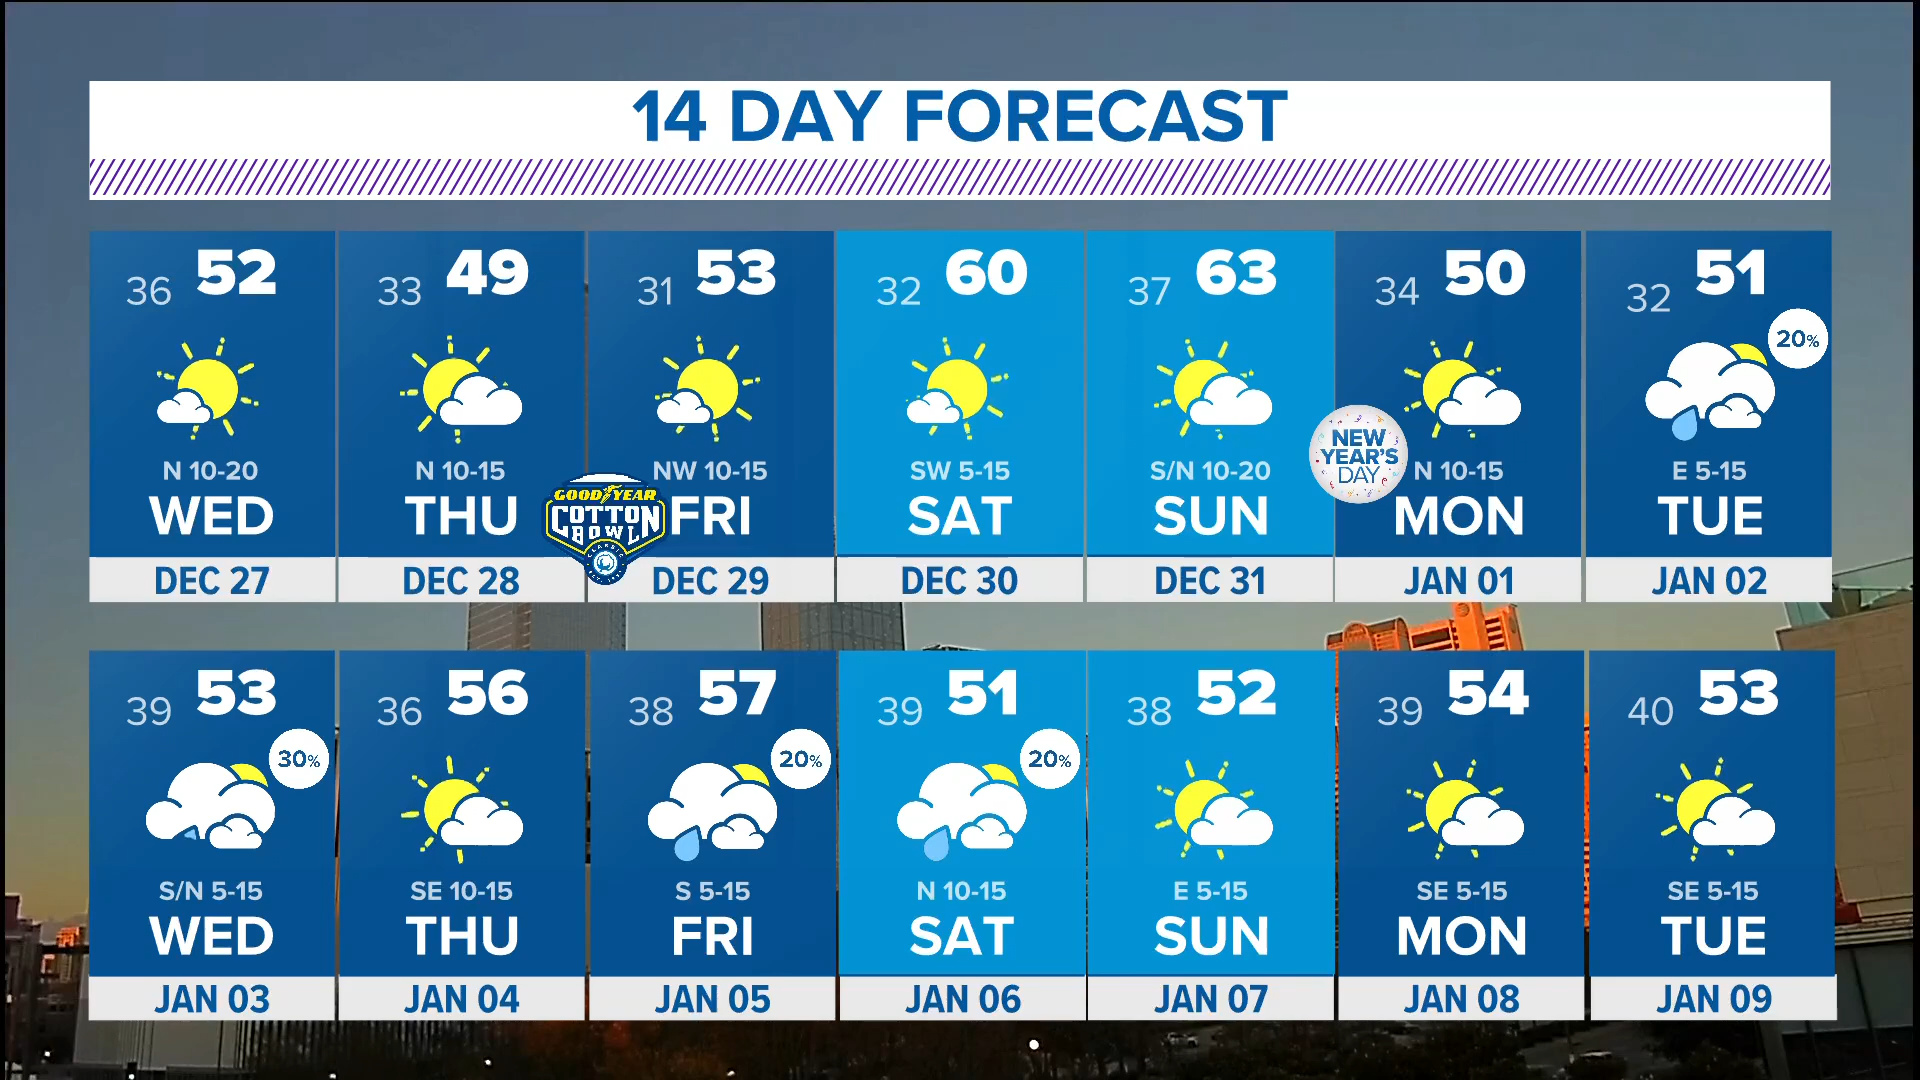 14 DAY FORECAST
36 52
N 10-20
WED
DEC 27
33 49
N 10-15
THU
DEC 28
31 53
NW 10-15
GOODYEAR
COTTON
BOWL
CLASSIC
FRI
DEC 29
32 60
SW 5-15
SAT
DEC 30
37 63
S/N 10-20
SUN
DEC 31
34 50
NEW
YEAR'S
DAY
N 10-15
MON
JAN 01
32 51
20%
E 5-15
TUE
JAN 02
39 53
30%
S/N 5-15
WED
JAN 03
36 56
SE 10-15
THU
JAN 04
38 57
20%
S 5-15
FRI
JAN 05
39 51
20%
N 10-15
SAT
JAN 06
38 52
E 5-15
SUN
JAN 07
39 54
SE 5-15
MON
JAN 08
40 53
SE 5-15
TUE
JAN 09